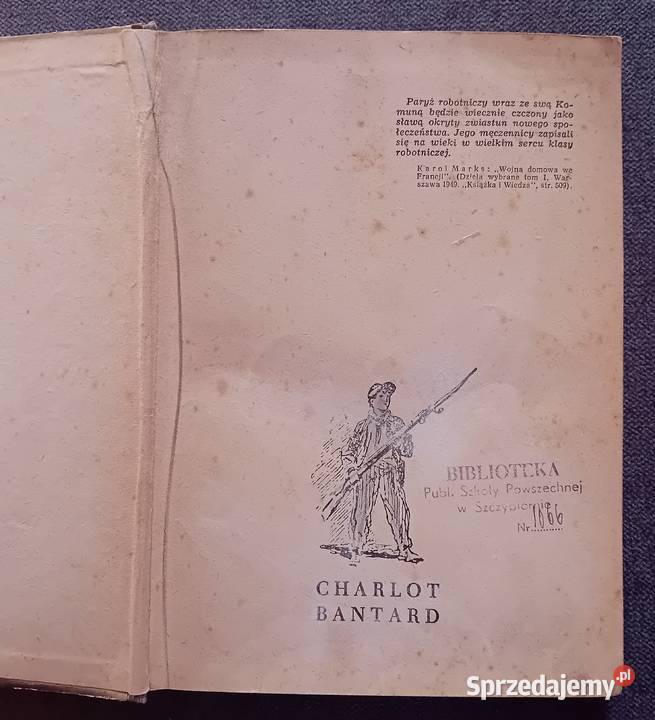 Paryż robotniczy wraz ze swą Ko-
muną będzie wiecznie czczony jako
sławą okryty zwiastun nowego spo-
łeczeństwa. Jego męczennicy zapisali
się na wieki w wielkim sercu klasy
robotniczej.
Karol Marks: „Wojna domowa we
Francji". (Dzieła wybrane tom I, War-
szawa 1949. „Książka i Wiedza", str. 509).
BIBLIOTEKA
Publ. Szkoły Powszechnej
w Szczypiornie
Nr. 1066
CHARLOT
BANTARD
Sprzedajemy.pl